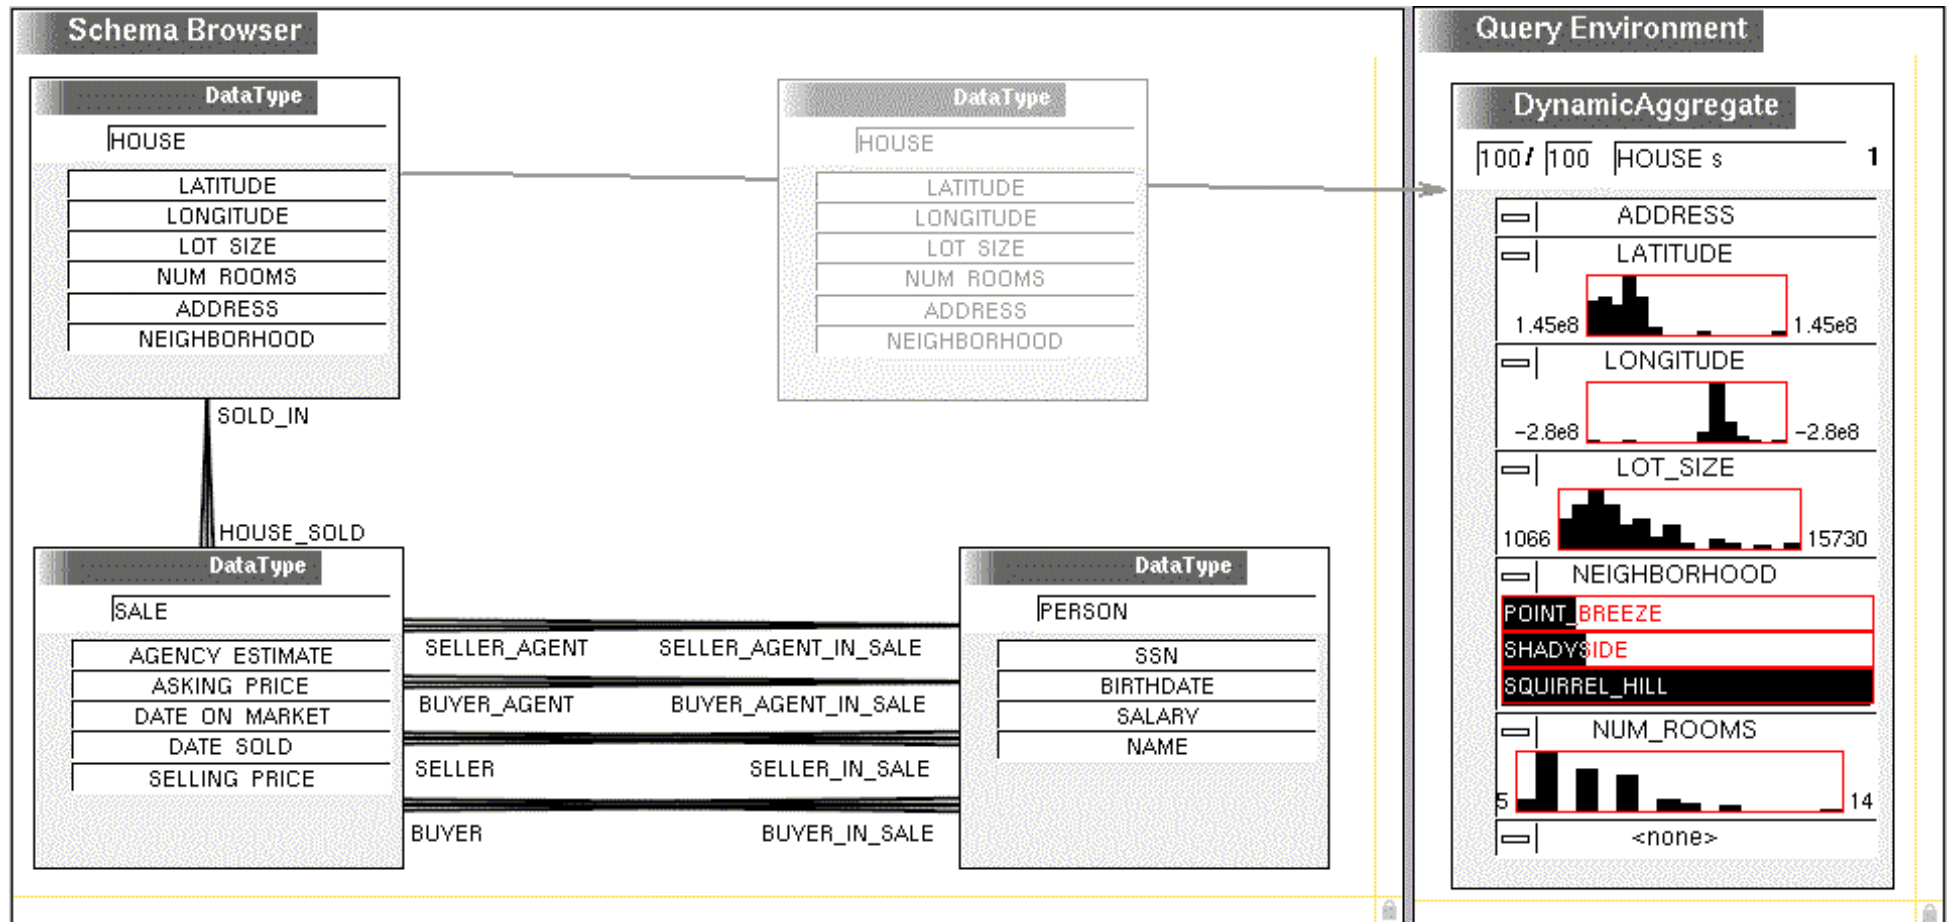 Schema Browser
DataType
HOUSE
LATITUDE
LONGITUDE
LOT SIZE
NUM ROOMS
ADDRESS
NEIGHBORHOOD
DataType
HOUSE
LATITUDE
LONGITUDE
LOT SIZE
NUM ROOMS
ADDRESS
NEIGHBORHOOD
SOLD_IN
HOUSE_SOLD
DataType
SALE
AGENCY ESTIMATE
ASKING PRICE
DATE ON MARKET
DATE SOLD
SELLING PRICE
SELLER_AGENT SELLER_AGENT_IN_SALE
BUYER_AGENT BUYER_AGENT_IN_SALE
SELLER SELLER_IN_SALE
BUYER BUYER_IN_SALE
DataType
PERSON
SSN
BIRTHDATE
SALARY
NAME
Query Environment
DynamicAggregate
100 / 100 HOUSE s 1
ADDRESS
LATITUDE
1.45e8 1.45e8
LONGITUDE
-2.8e8 -2.8e8
LOT_SIZE
1066 15730
NEIGHBORHOOD
POINT_BREEZE
SHADYSIDE
SQUIRREL_HILL
NUM_ROOMS
5 14
<none>